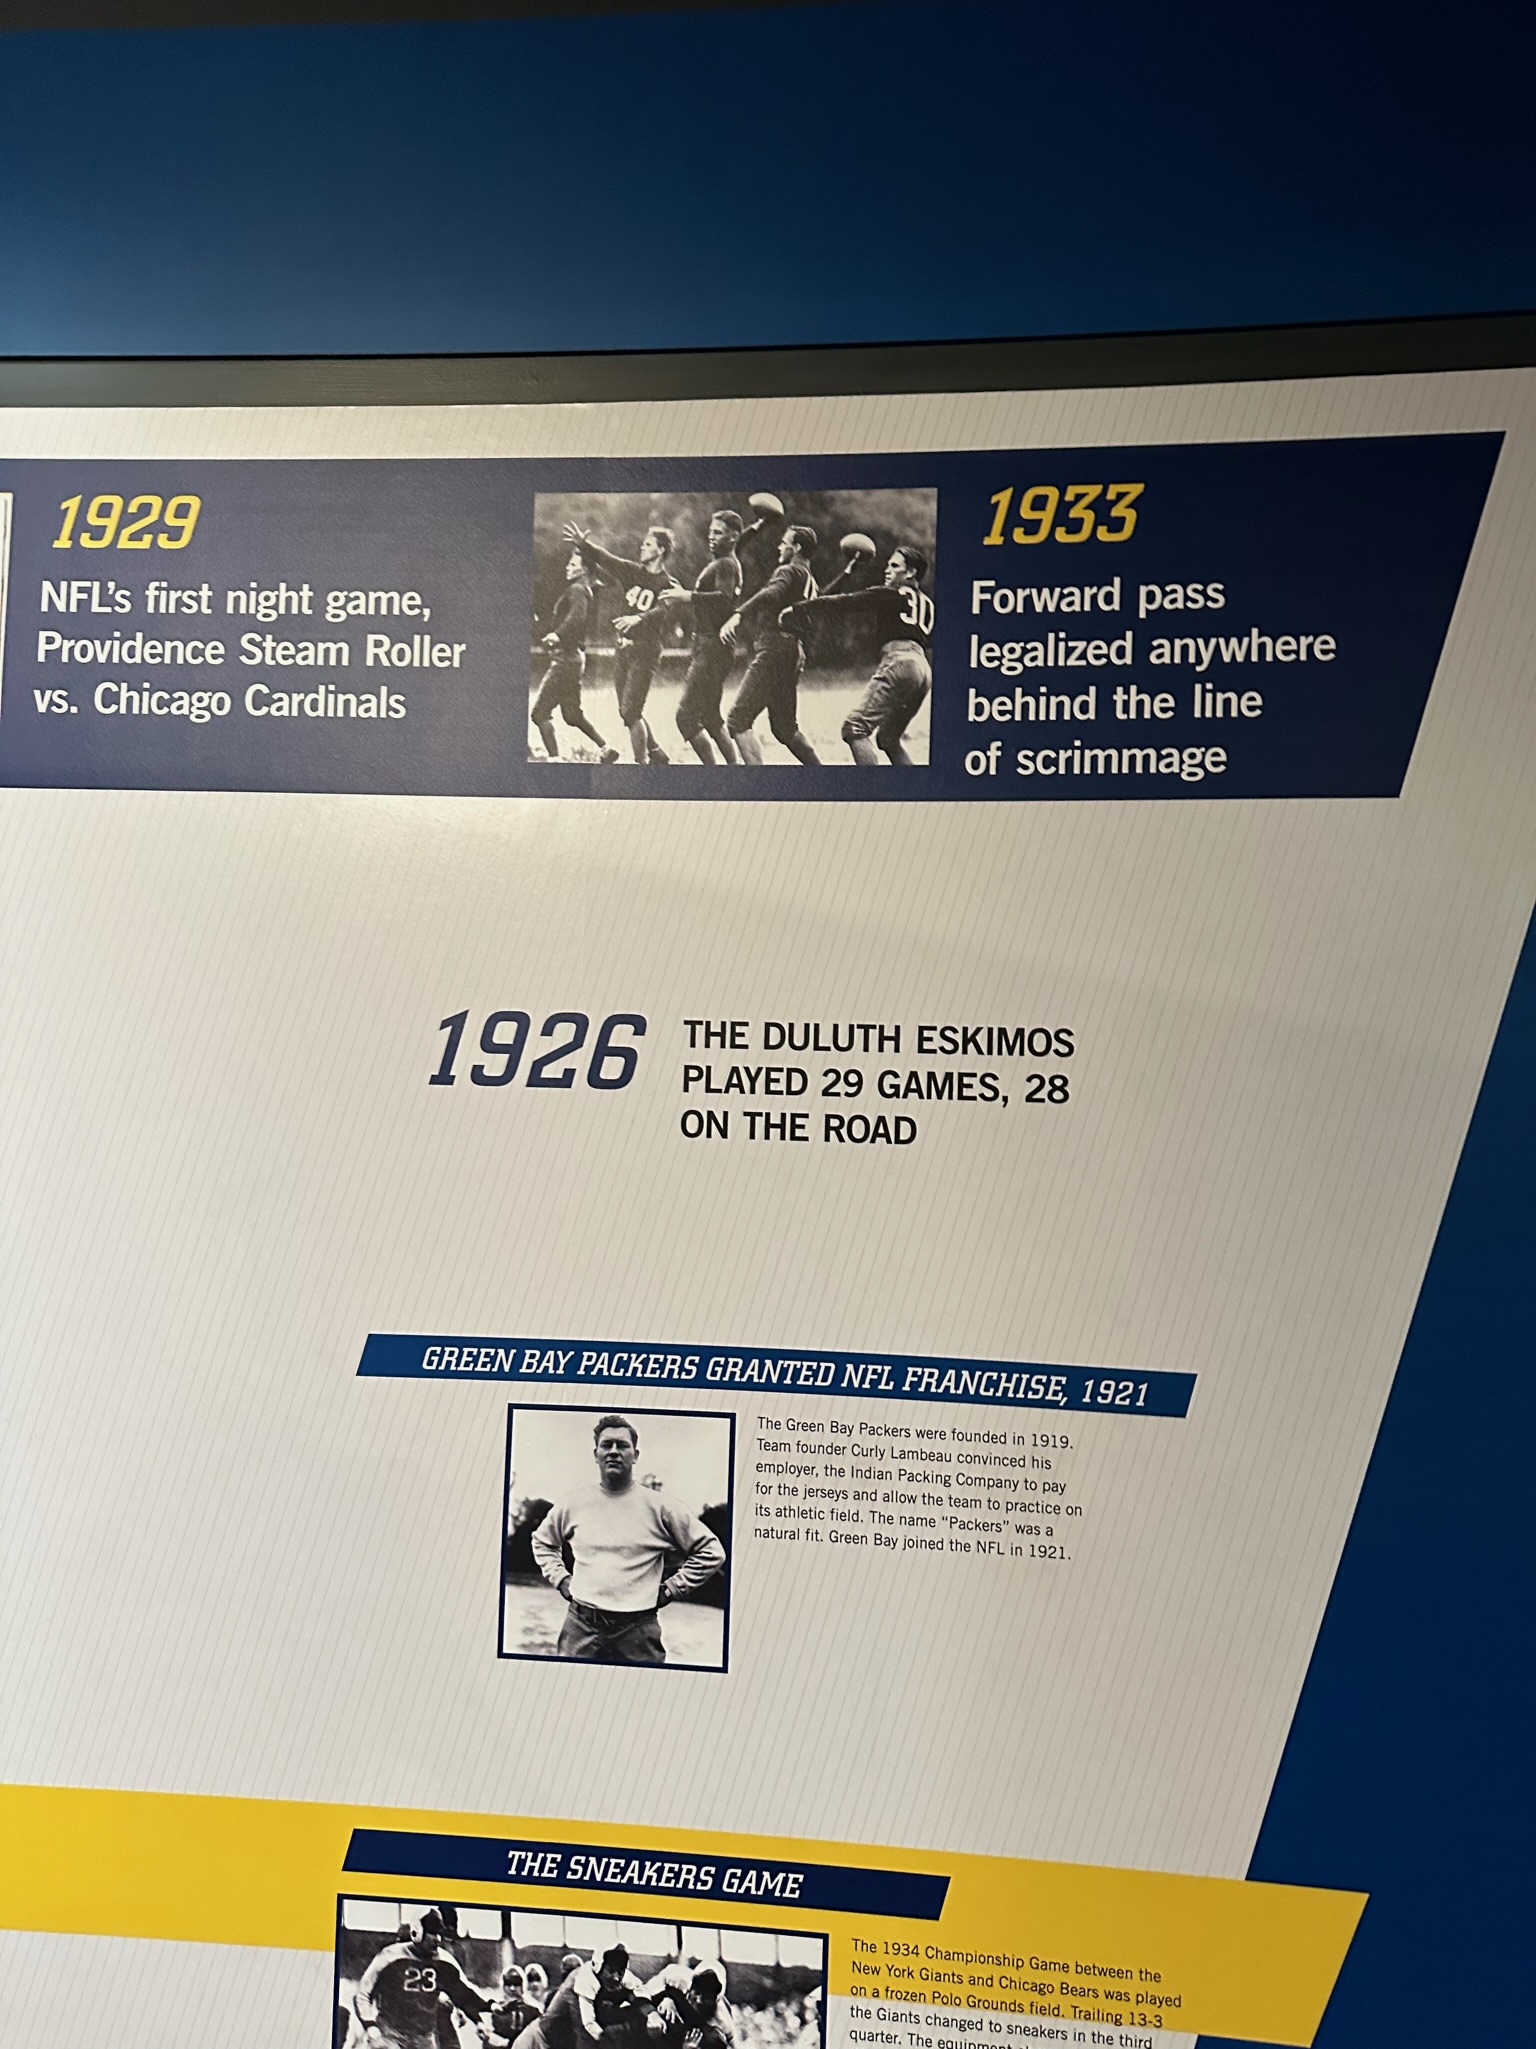 1929
NFL's first night game,
Providence Steam Roller
vs. Chicago Cardinals
40
30
1933
Forward pass
legalized anywhere
behind the line
of scrimmage
1926
THE DULUTH ESKIMOS
PLAYED 29 GAMES, 28
ON THE ROAD
GREEN BAY PACKERS GRANTED NFL FRANCHISE, 1921
The Green Bay Packers were founded in 1919.
Team founder Curly Lambeau convinced his
employer, the Indian Packing Company to pay
for the jerseys and allow the team to practice on
its athletic field. The name “Packers” was a
natural fit. Green Bay joined the NFL in 1921.
THE SNEAKERS GAME
23
11
The 1934 Championship Game between the
New York Giants and Chicago Bears was played
on a frozen Polo Grounds field. Trailing 13-3
the Giants changed to sneakers in the third
quarter. The